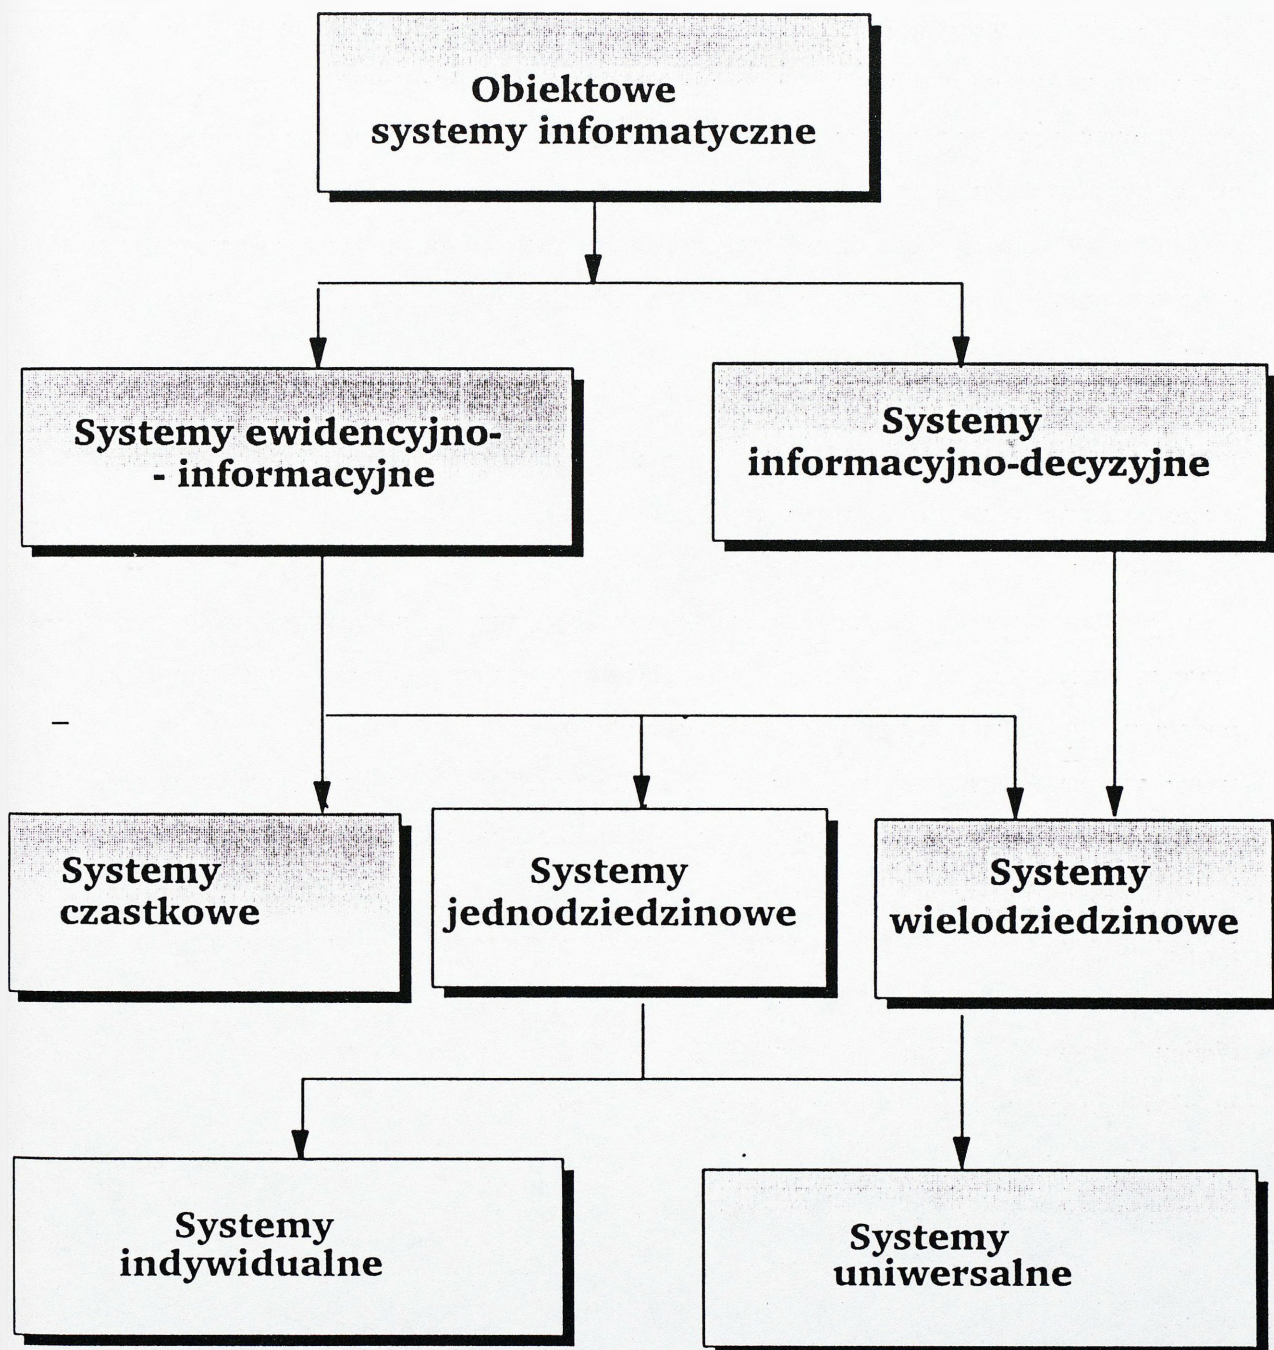 Obiektowe
systemy informatyczne
Systemy ewidencyjno-
- informacyjne
Systemy
informacyjno-decyzyjne
Systemy
czastkowe
Systemy
jednodziedzinowe
Systemy
wielodziedzinowe
Systemy
indywidualne
Systemy
uniwersalne